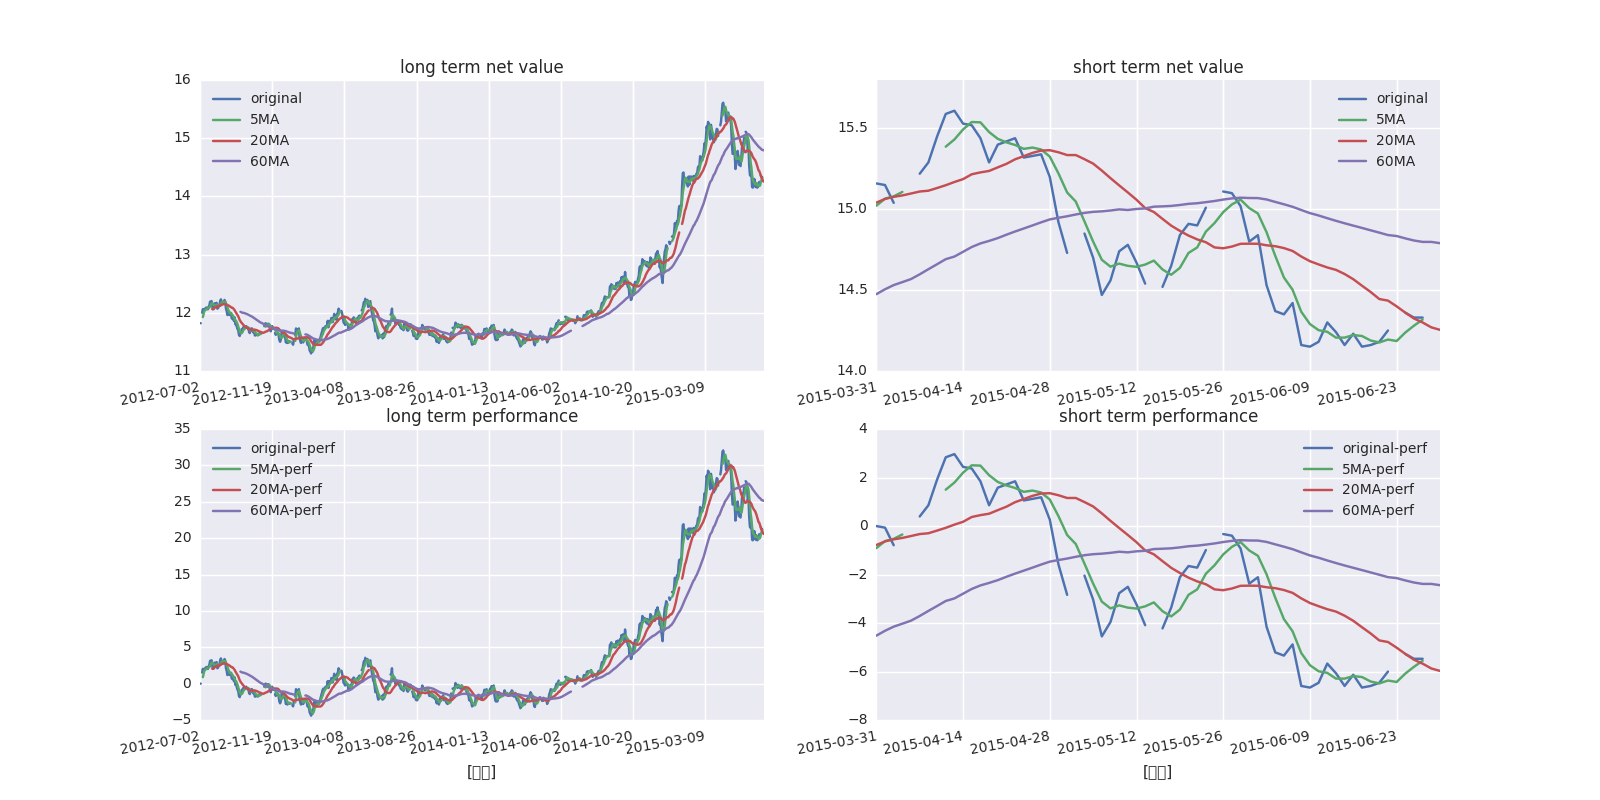 long term net value
16
15
14
13
12
11
original
5MA
20MA
60MA
2012-07-02 2012-11-19 2013-04-08 2013-08-26 2014-01-13 2014-06-02 2014-10-20 2015-03-09
short term net value
15.5
15.0
14.5
14.0
original
5MA
20MA
60MA
2015-03-31 2015-04-14 2015-04-28 2015-05-12 2015-05-26 2015-06-09 2015-06-23
long term performance
35
30
25
20
15
10
5
0
−5
original-perf
5MA-perf
20MA-perf
60MA-perf
2012-07-02 2012-11-19 2013-04-08 2013-08-26 2014-01-13 2014-06-02 2014-10-20 2015-03-09
short term performance
4
2
0
−2
−4
−6
−8
original-perf
5MA-perf
20MA-perf
60MA-perf
2015-03-31 2015-04-14 2015-04-28 2015-05-12 2015-05-26 2015-06-09 2015-06-23